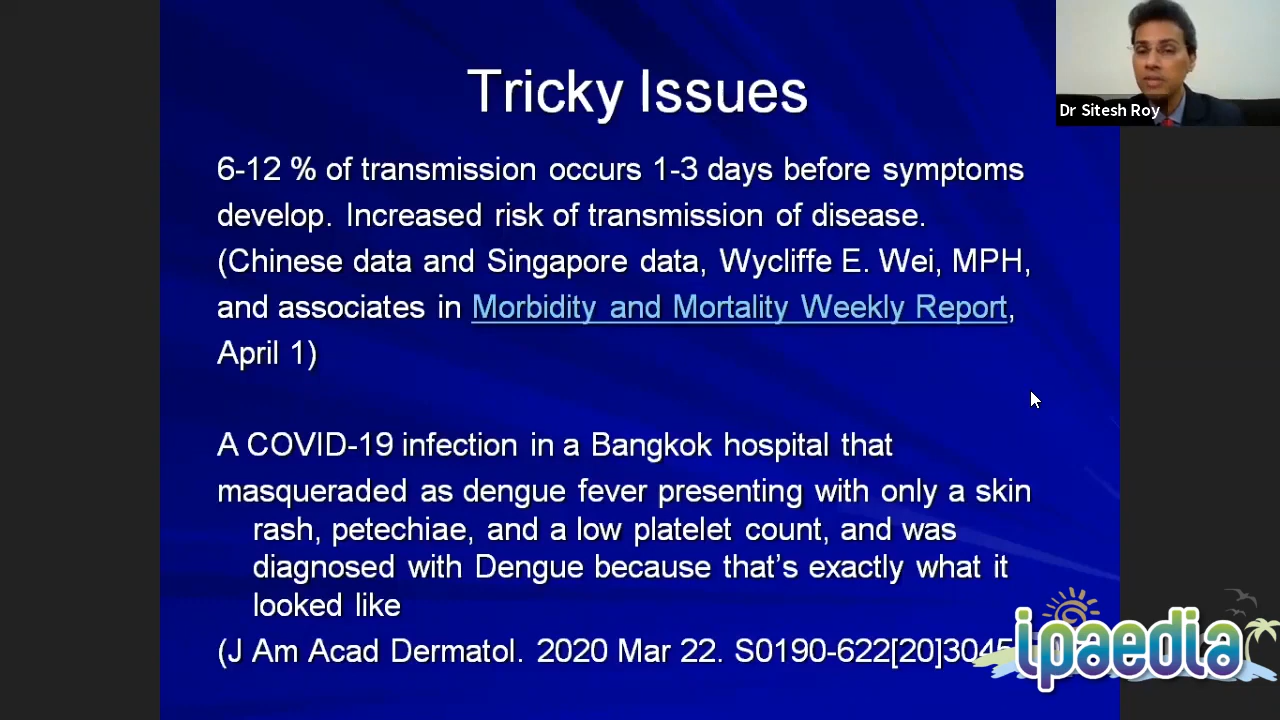 Tricky Issues
Dr Sitesh Roy
6-12 % of transmission occurs 1-3 days before symptoms
develop. Increased risk of transmission of disease.
(Chinese data and Singapore data, Wycliffe E. Wei, MPH,
and associates in Morbidity and Mortality Weekly Report,
April 1)
A COVID-19 infection in a Bangkok hospital that
masqueraded as dengue fever presenting with only a skin
rash, petechiae, and a low platelet count, and was
diagnosed with Dengue because that's exactly what it
looked like
(J Am Acad Dermatol. 2020 Mar 22.
ipaedia